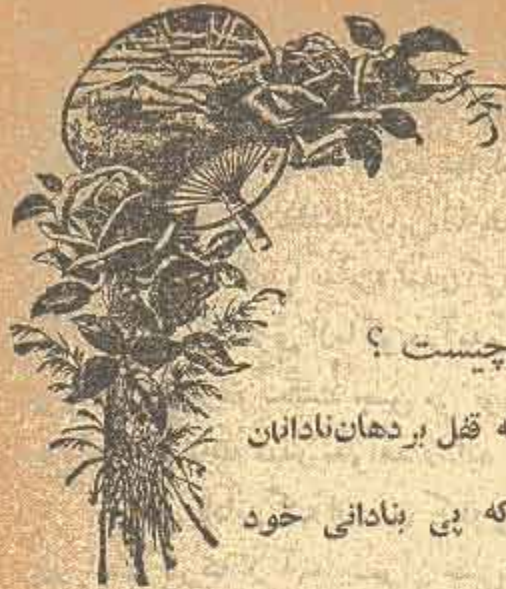 چیست ؟
ه قفل بر دهان نادانان
که پی بنادانی خود